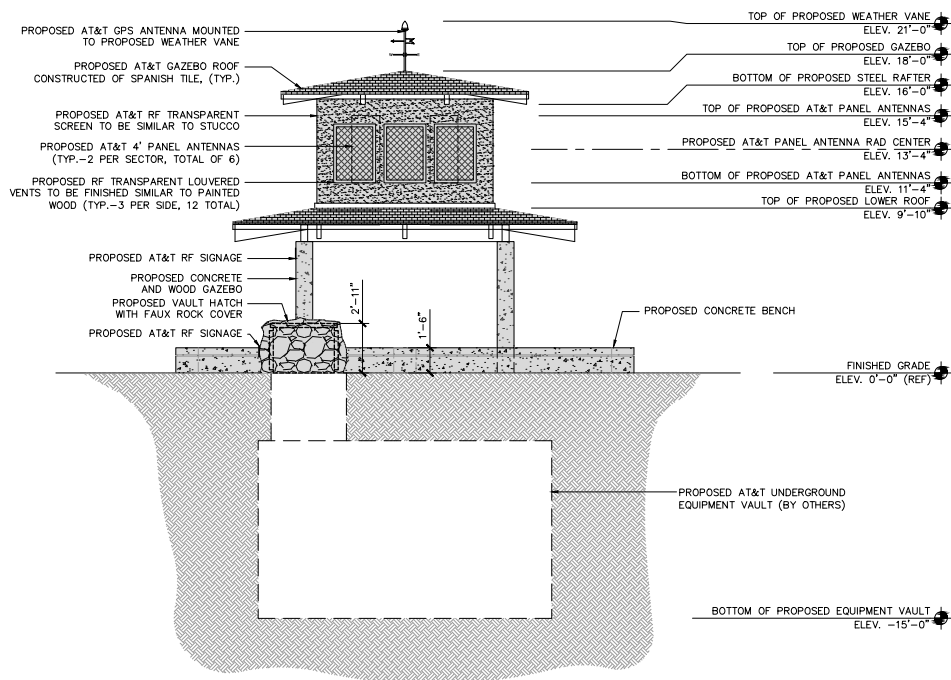 PROPOSED AT&T GPS ANTENNA MOUNTED
TO PROPOSED WEATHER VANE
PROPOSED AT&T GAZEBO ROOF
CONSTRUCTED OF SPANISH TILE, (TYP.)
PROPOSED AT&T RF TRANSPARENT
SCREEN TO BE SIMILAR TO STUCCO
PROPOSED AT&T 4' PANEL ANTENNAS
(TYP.-2 PER SECTOR, TOTAL OF 6)
PROPOSED RF TRANSPARENT LOUVERED
VENTS TO BE FINISHED SIMILAR TO PAINTED
WOOD (TYP.-3 PER SIDE, 12 TOTAL)
PROPOSED AT&T RF SIGNAGE
PROPOSED CONCRETE
AND WOOD GAZEBO
PROPOSED VAULT HATCH
WITH FAUX ROCK COVER
PROPOSED AT&T RF SIGNAGE
2'-11"
1'-6"
TOP OF PROPOSED WEATHER VANE
ELEV. 21'-0"
TOP OF PROPOSED GAZEBO
ELEV. 18'-0"
BOTTOM OF PROPOSED STEEL RAFTER
ELEV. 16'-0"
TOP OF PROPOSED AT&T PANEL ANTENNAS
ELEV. 15'-4"
PROPOSED AT&T PANEL ANTENNA RAD CENTER
ELEV. 13'-4"
BOTTOM OF PROPOSED AT&T PANEL ANTENNAS
ELEV. 11'-4"
TOP OF PROPOSED LOWER ROOF
ELEV. 9'-10"
PROPOSED CONCRETE BENCH
FINISHED GRADE
ELEV. 0'-0" (REF)
PROPOSED AT&T UNDERGROUND
EQUIPMENT VAULT (BY OTHERS)
BOTTOM OF PROPOSED EQUIPMENT VAULT
ELEV. -15'-0"